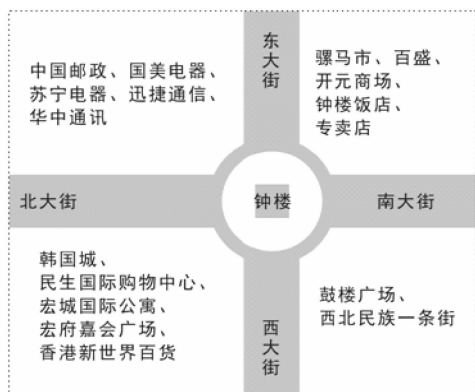 中国邮政、国美电器、
苏宁电器、迅捷通信、
华中通讯
东大街
骡马市、百盛、
开元商场、
钟楼饭店、
专卖店
北大街
钟楼
南大街
韩国城、
民生国际购物中心、
宏城国际公寓、
宏府嘉会广场、
香港新世界百货
西大街
鼓楼广场、
西北民族一条街